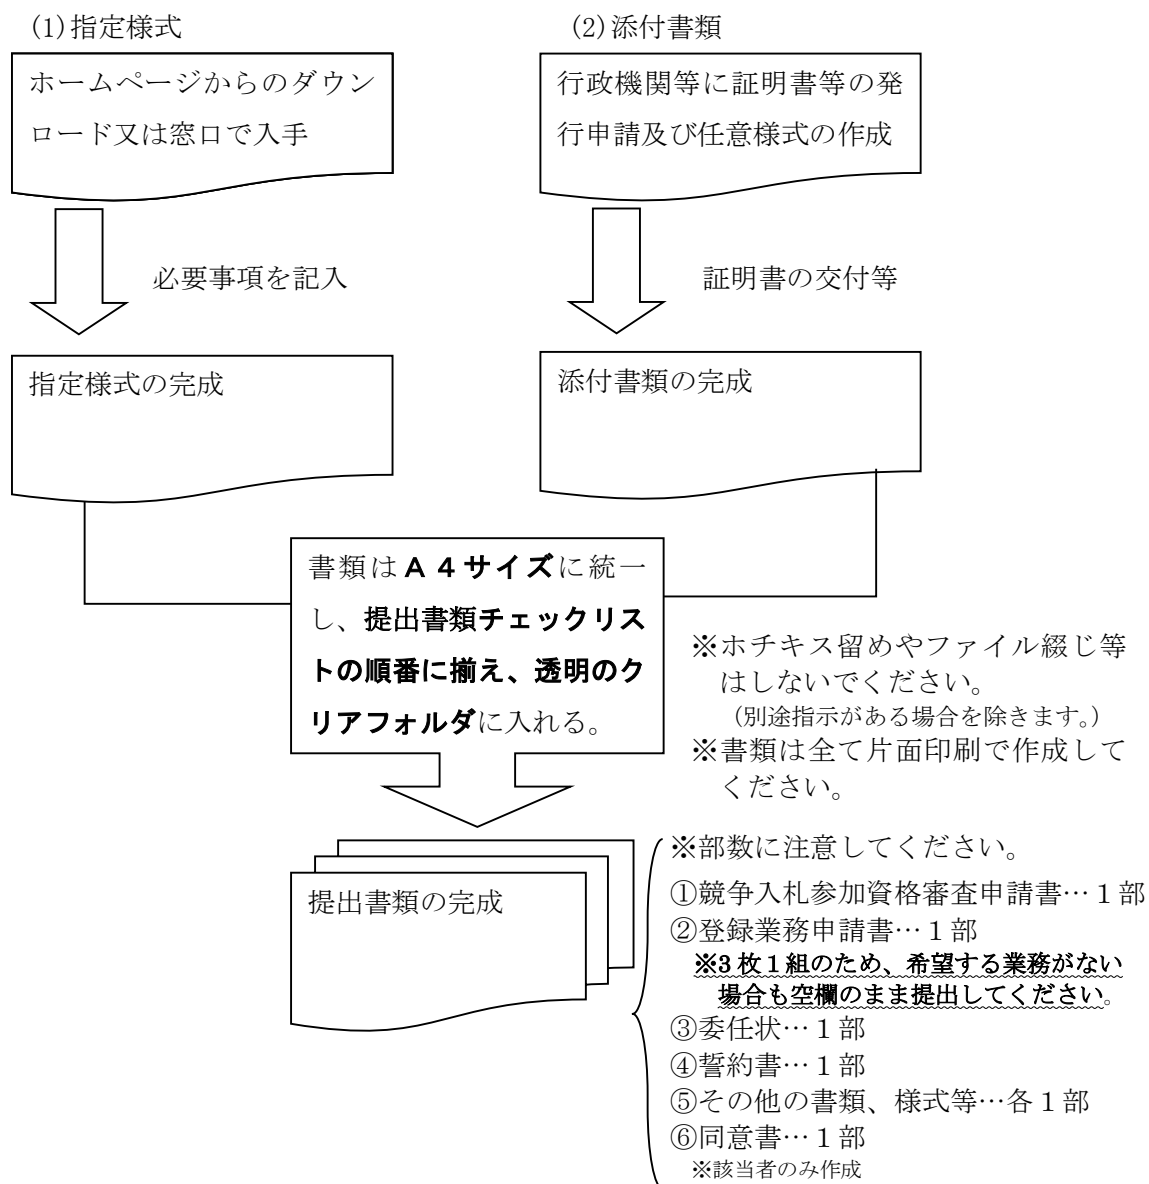 (1)指定様式
ホームページからのダウン
ロード又は窓口で入手
必要事項を記入
指定様式の完成
(2)添付書類
行政機関等に証明書等の発
行申請及び任意様式の作成
証明書の交付等
添付書類の完成
書類はＡ４サイズに統一
し、提出書類チェックリス
トの順番に揃え、透明のク
リアフォルダに入れる。
※ホチキス留めやファイル綴じ等
はしないでください。
（別途指示がある場合を除きます。）
※書類は全て片面印刷で作成して
ください。
提出書類の完成
※部数に注意してください。
①競争入札参加資格審査申請書…１部
②登録業務申請書…１部
※3枚１組のため、希望する業務がない
場合も空欄のまま提出してください。
③委任状…１部
④誓約書…１部
⑤その他の書類、様式等…各１部
⑥同意書…１部
※該当者のみ作成